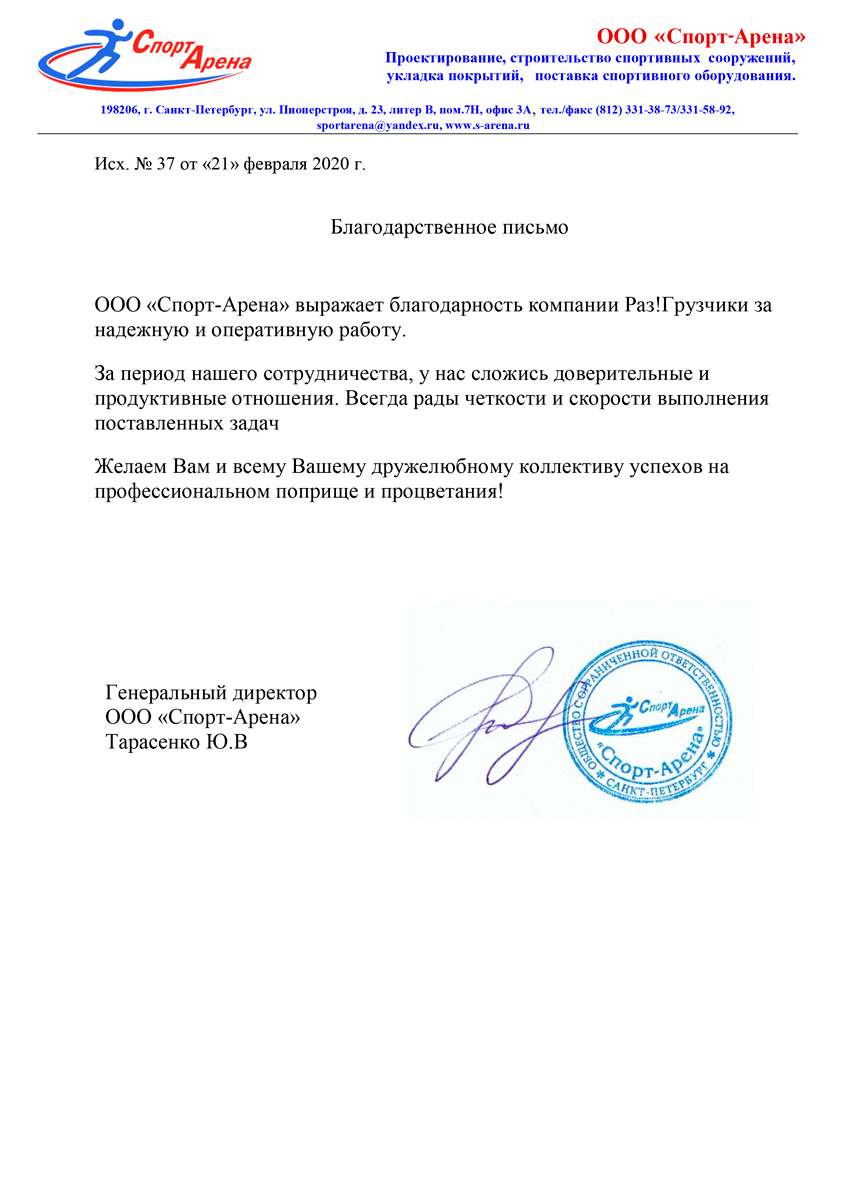 Спорт Арена
ООО «Спорт-Арена»
Проектирование, строительство спортивных сооружений,
укладка покрытий, поставка спортивного оборудования.
198206, г. Санкт-Петербург, ул. Пионерстроя, д. 23, литер В, пом.7Н, офис 3А, тел./факс (812) 331-38-73/331-58-92,
sportarena@yandex.ru, www.s-arena.ru
Исх. № 37 от «21» февраля 2020 г.
Благодарственное письмо
ООО «Спорт-Арена» выражает благодарность компании Раз!Грузчики за
надежную и оперативную работу.
За период нашего сотрудничества, у нас сложись доверительные и
продуктивные отношения. Всегда рады четкости и скорости выполнения
поставленных задач
Желаем Вам и всему Вашему дружелюбному коллективу успехов на
профессиональном поприще и процветания!
Генеральный директор
ООО «Спорт-Арена»
Тарасенко Ю.В
ОБЩЕСТВО С ОГРАНИЧЕННОЙ ОТВЕТСТВЕННОСТЬЮ
Спорт Арена
«Спорт-Арена»
САНКТ-ПЕТЕРБУРГ